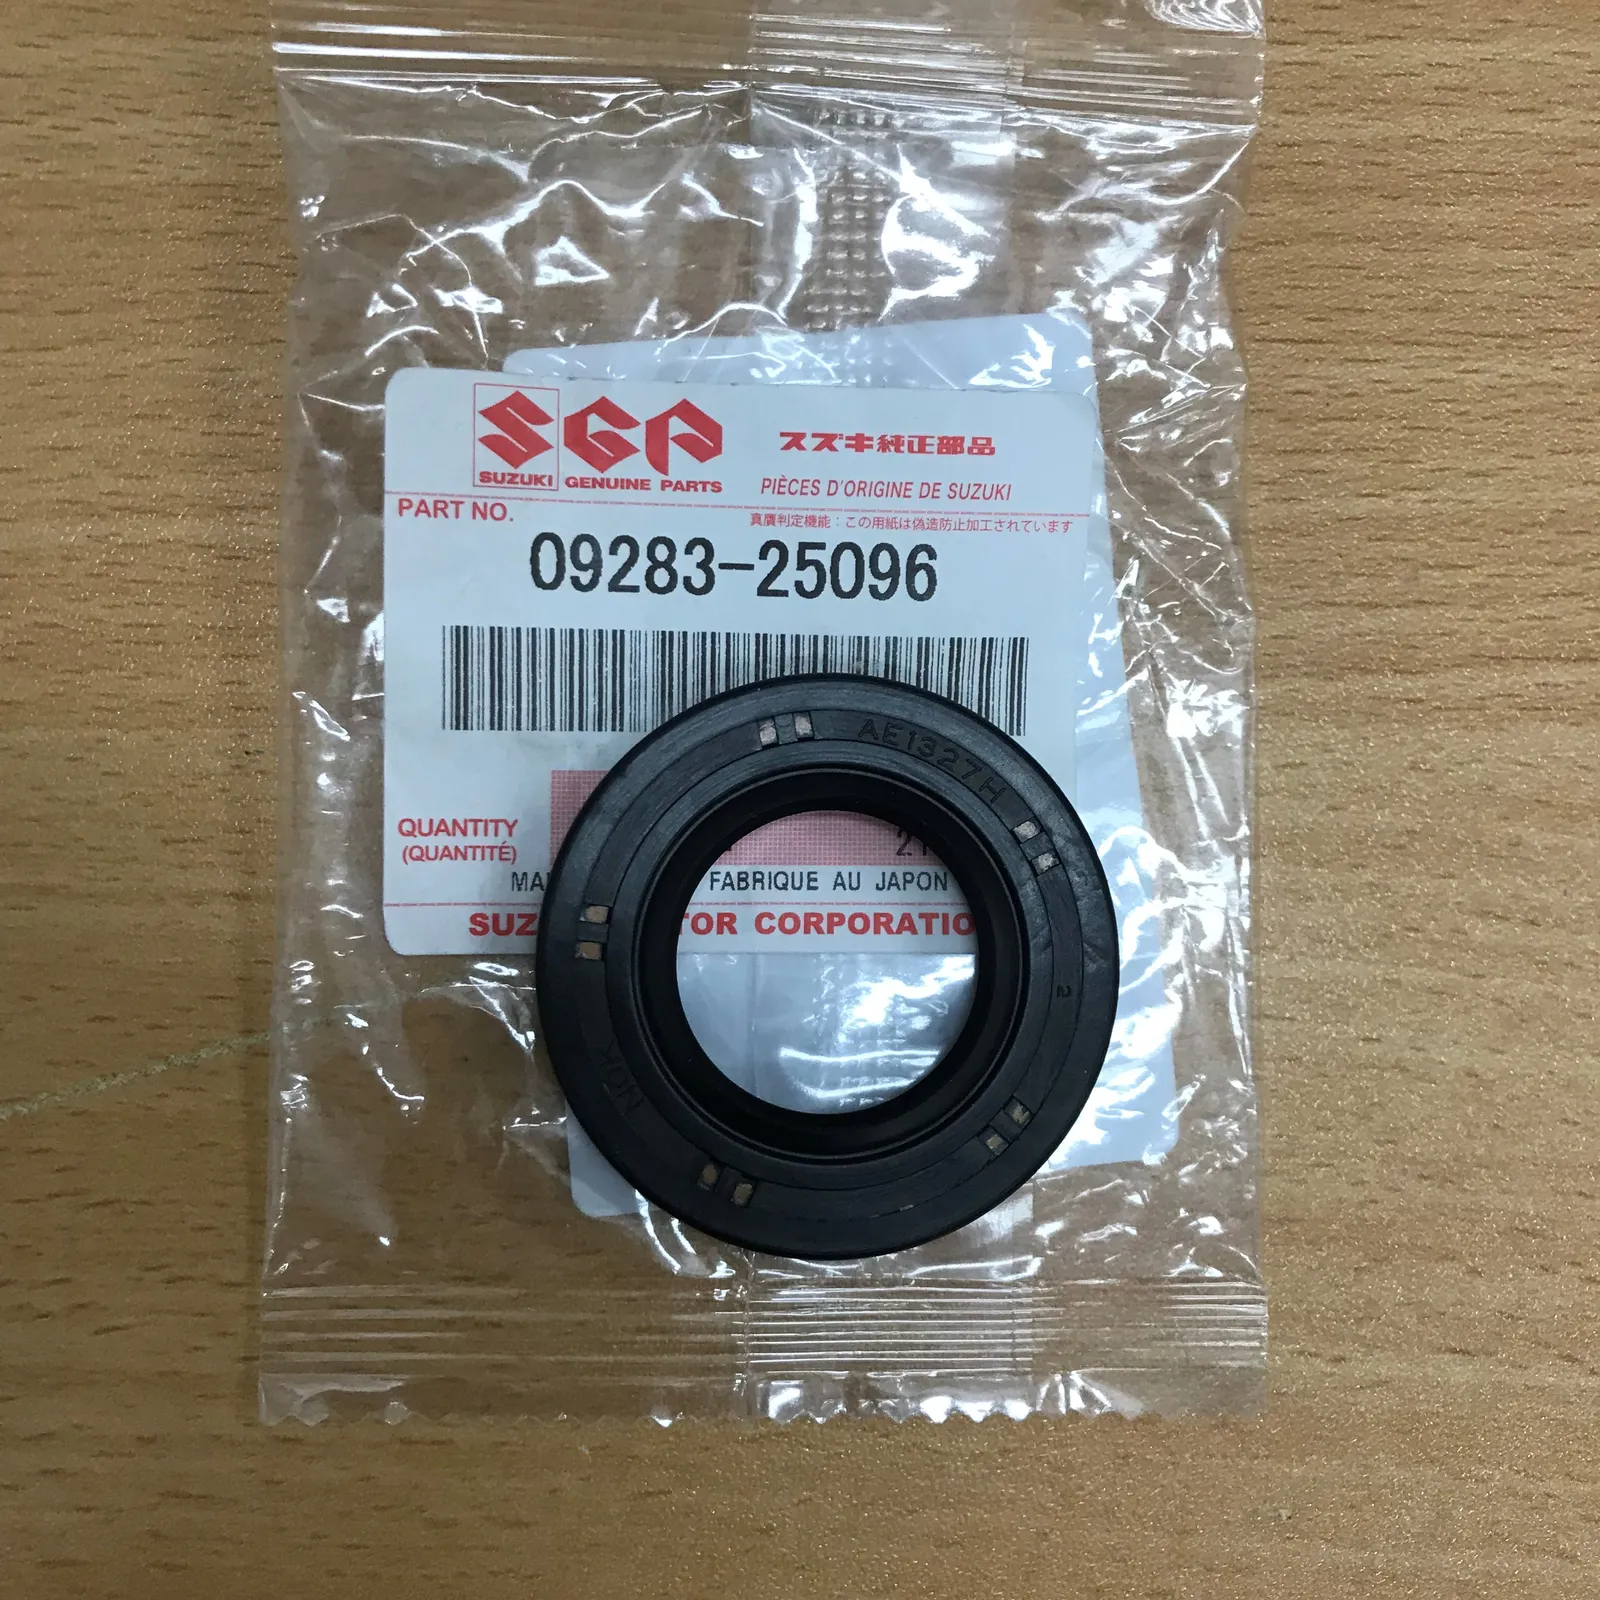 SUZUKI GENUINE PARTS
スズキ純正部品
PIÈCES D'ORIGINE DE SUZUKI
PART NO.
真贋判定機能：この用紙は偽造防止加工されています
09283-25096
AE1327H
QUANTITY
(QUANTITÉ)
FABRIQUE AU JAPON
CORPORATIO
2
NOK